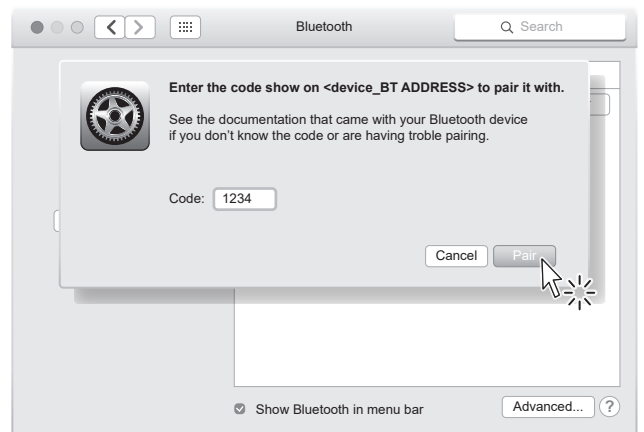 Bluetooth
Search
Enter the code show on <device_BT ADDRESS> to pair it with.
See the documentation that came with your Bluetooth device
if you don’t know the code or are having troble pairing.
Code: 1234
Cancel Pair
Show Bluetooth in menu bar
Advanced... ?